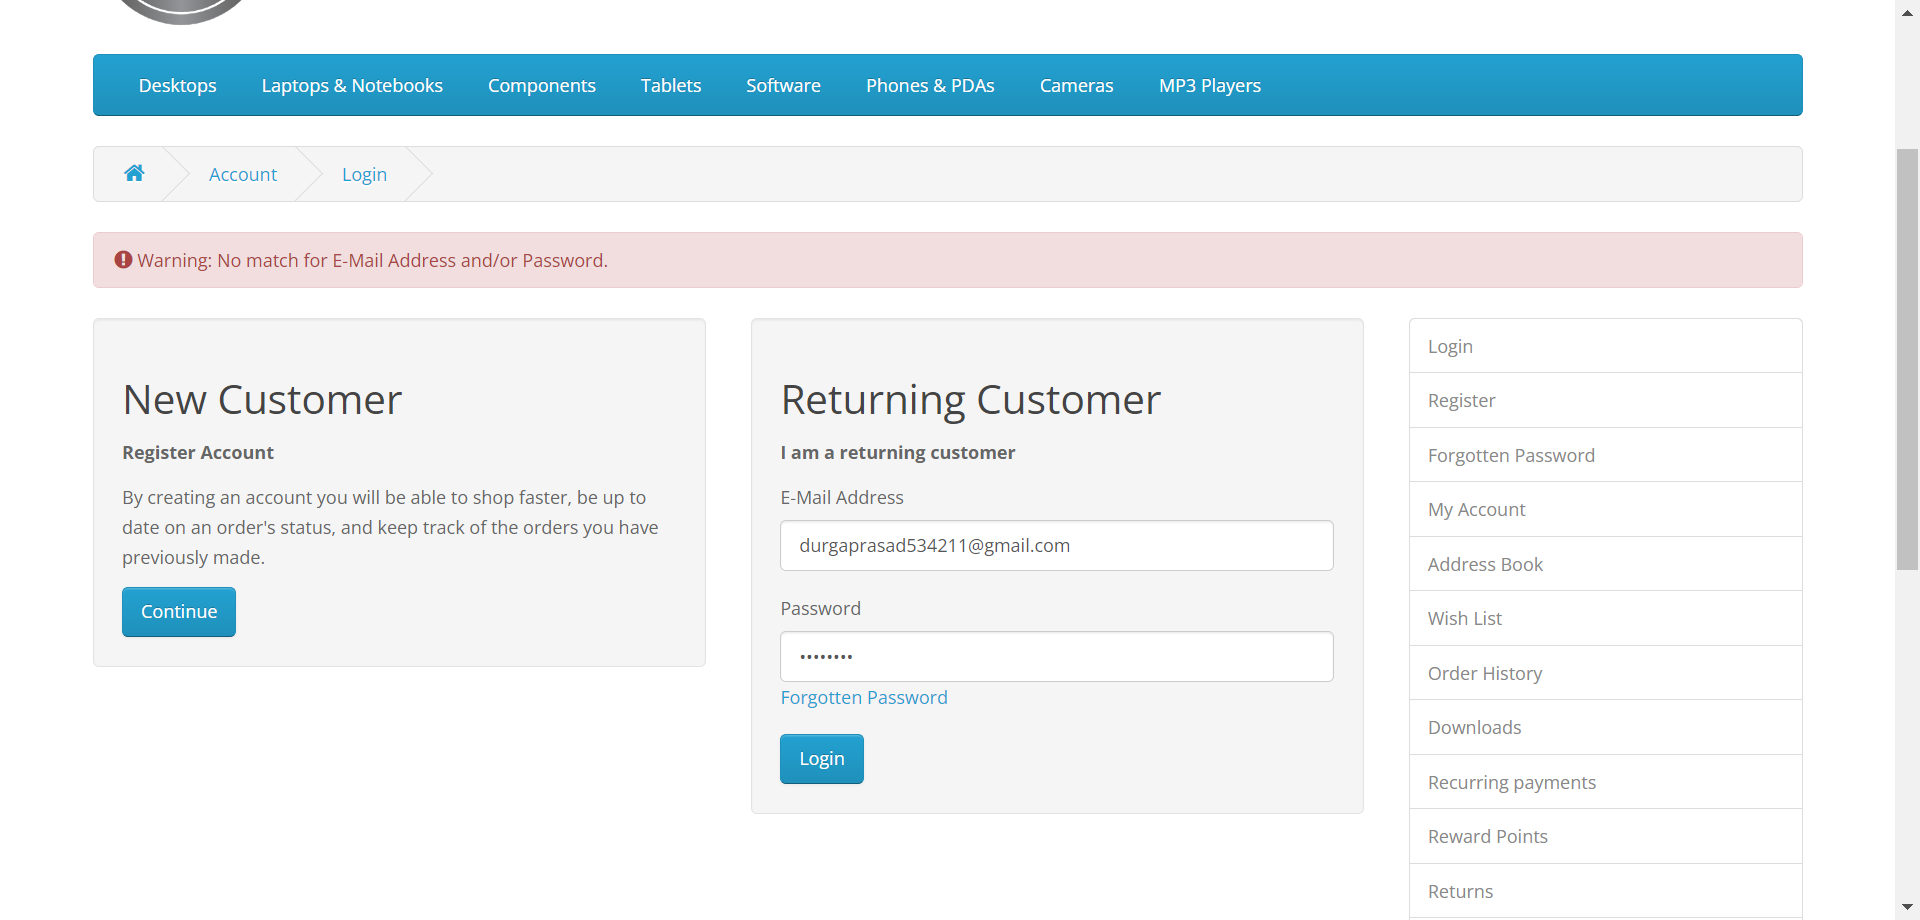 Desktops Laptops & Notebooks Components Tablets Software Phones & PDAs Cameras MP3 Players
Account Login
Warning: No match for E-Mail Address and/or Password.
New Customer
Register Account
By creating an account you will be able to shop faster, be up to
date on an order's status, and keep track of the orders you have
previously made.
Continue
Returning Customer
I am a returning customer
E-Mail Address
durgaprasad534211@gmail.com
Password
••••••••
Forgotten Password
Login
Login
Register
Forgotten Password
My Account
Address Book
Wish List
Order History
Downloads
Recurring payments
Reward Points
Returns